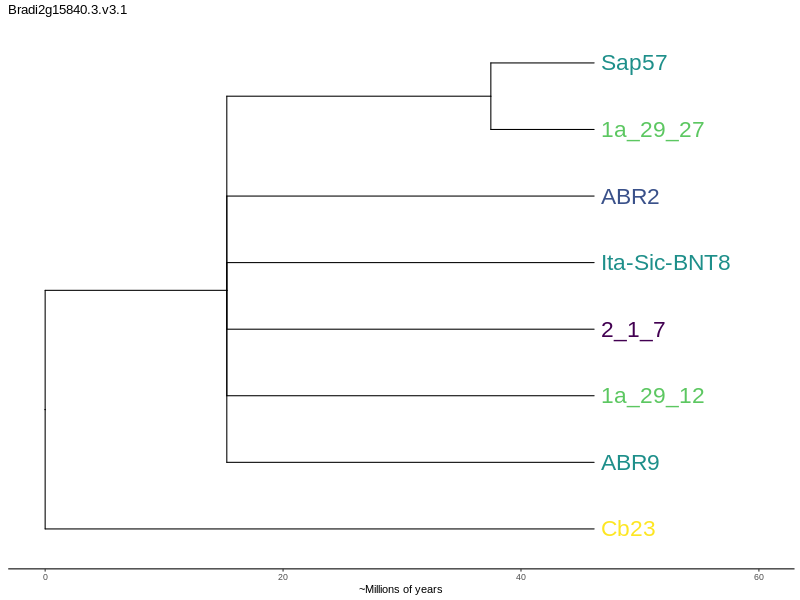 Bradi2g15840.3.v3.1
Sap57
1a_29_27
ABR2
Ita-Sic-BNT8
2_1_7
1a_29_12
ABR9
Cb23
0 20 40 60
~Millions of years